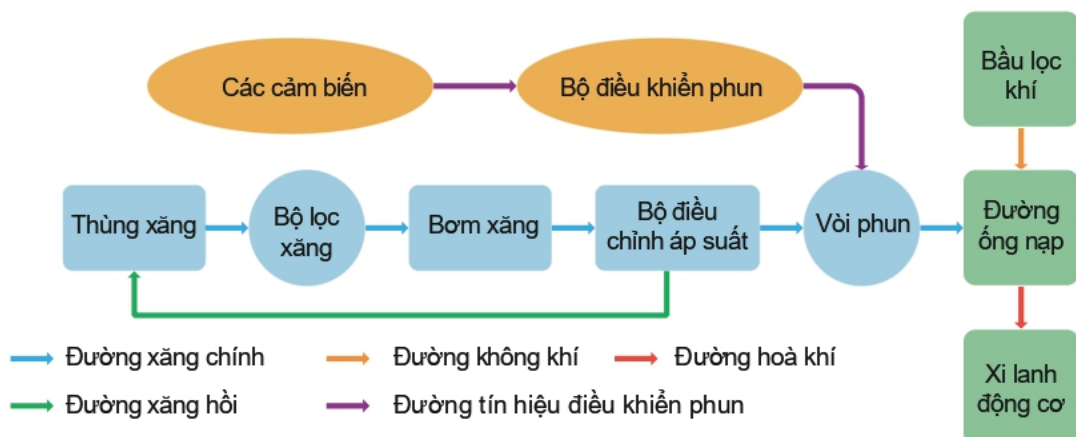 Các cảm biến
Bộ điều khiển phun
Bầu lọc
khí
Thùng xăng
Bộ lọc
xăng
Bơm xăng
Bộ điều
chỉnh áp suất
Vòi phun
Đường
ống nạp
Xi lanh
động cơ
Đường xăng chính
Đường không khí
Đường hoà khí
Đường xăng hồi
Đường tín hiệu điều khiển phun